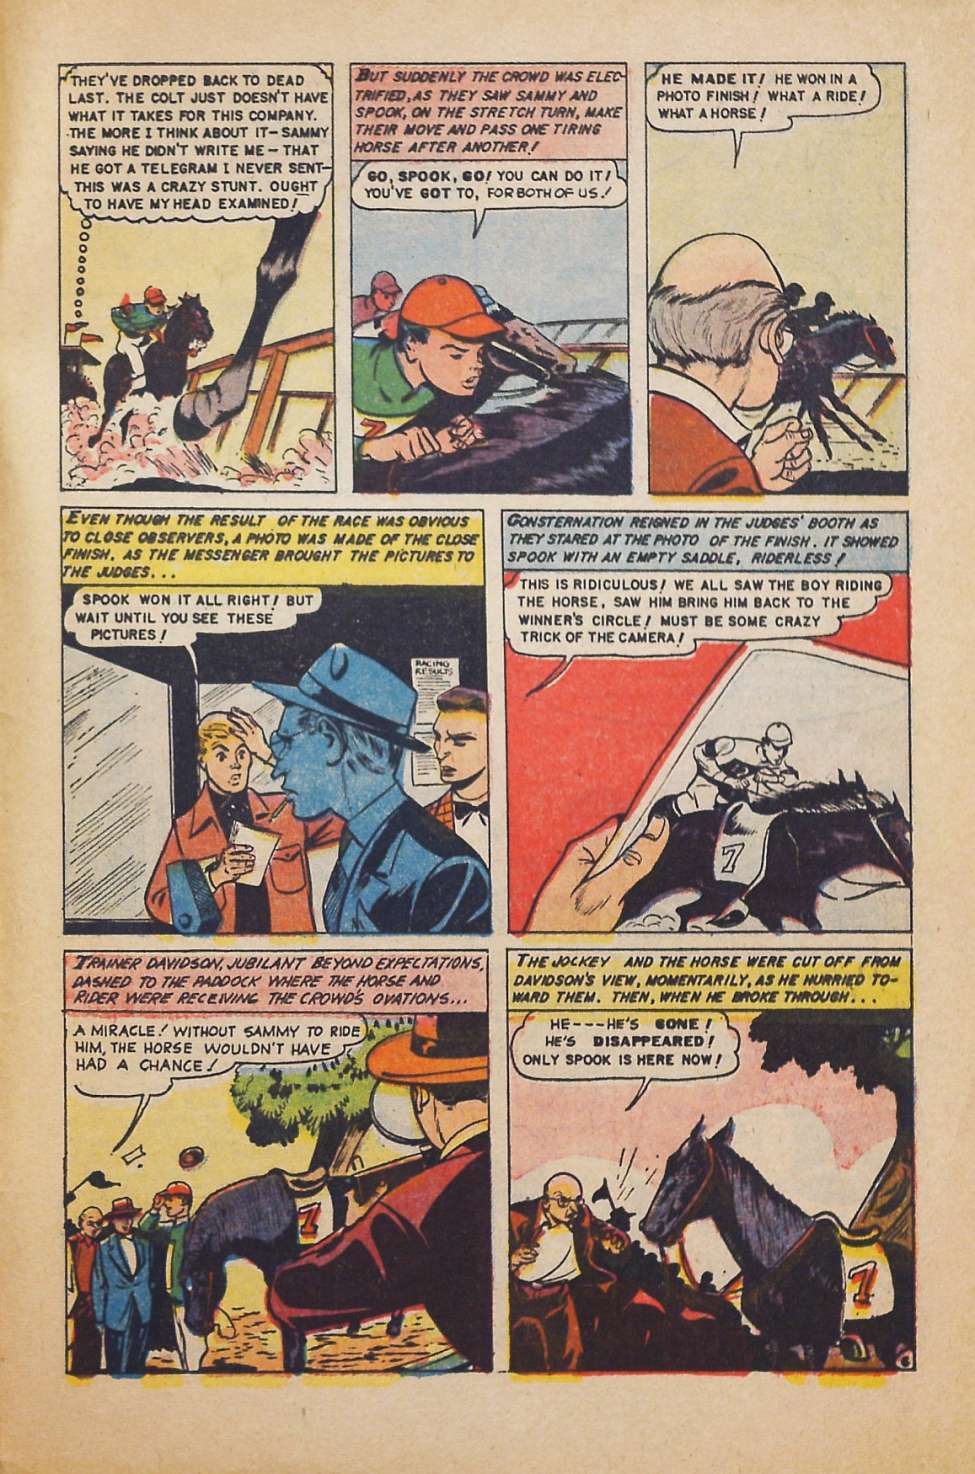 THEY'VE DROPPED BACK TO DEAD
LAST. THE COLT JUST DOESN'T HAVE
WHAT IT TAKES FOR THIS COMPANY.
THE MORE I THINK ABOUT IT—SAMMY
SAYING HE DIDN'T WRITE ME—THAT
HE GOT A TELEGRAM I NEVER SENT—
THIS WAS A CRAZY STUNT. OUGHT
TO HAVE MY HEAD EXAMINED!
BUT SUDDENLY THE CROWD WAS ELEC-
TRIFIED, AS THEY SAW SAMMY AND
SPOOK, ON THE STRETCH TURN, MAKE
THEIR MOVE AND PASS ONE TIRING
HORSE AFTER ANOTHER!
GO, SPOOK, GO! YOU CAN DO IT!
YOU'VE GOT TO, FOR BOTH OF US!
7
HE MADE IT! HE WON IN A
PHOTO FINISH! WHAT A RIDE!
WHAT A HORSE!
EVEN THOUGH THE RESULT OF THE RACE WAS OBVIOUS
TO CLOSE OBSERVERS, A PHOTO WAS MADE OF THE CLOSE
FINISH. AS THE MESSENGER BROUGHT THE PICTURES TO
THE JUDGES...
SPOOK WON IT ALL RIGHT! BUT
WAIT UNTIL YOU SEE THESE
PICTURES!
RACING
RESULTS
CONSTERNATION REIGNED IN THE JUDGES' BOOTH AS
THEY STARED AT THE PHOTO OF THE FINISH. IT SHOWED
SPOOK WITH AN EMPTY SADDLE, RIDERLESS!
THIS IS RIDICULOUS! WE ALL SAW THE BOY RIDING
THE HORSE, SAW HIM BRING HIM BACK TO THE
WINNER'S CIRCLE! MUST BE SOME CRAZY
TRICK OF THE CAMERA!
7
TRAINER DAVIDSON, JUBILANT BEYOND EXPECTATIONS,
DASHED TO THE PADDOCK WHERE THE HORSE AND
RIDER WERE RECEIVING THE CROWD'S OVATIONS...
A MIRACLE! WITHOUT SAMMY TO RIDE
HIM, THE HORSE WOULDN'T HAVE
HAD A CHANCE!
7
THE JOCKEY AND THE HORSE WERE CUT OFF FROM
DAVIDSON'S VIEW, MOMENTARILY, AS HE HURRIED TO-
WARD THEM. THEN, WHEN HE BROKE THROUGH...
HE---HE'S GONE!
HE'S DISAPPEARED!
ONLY SPOOK IS HERE NOW!
7